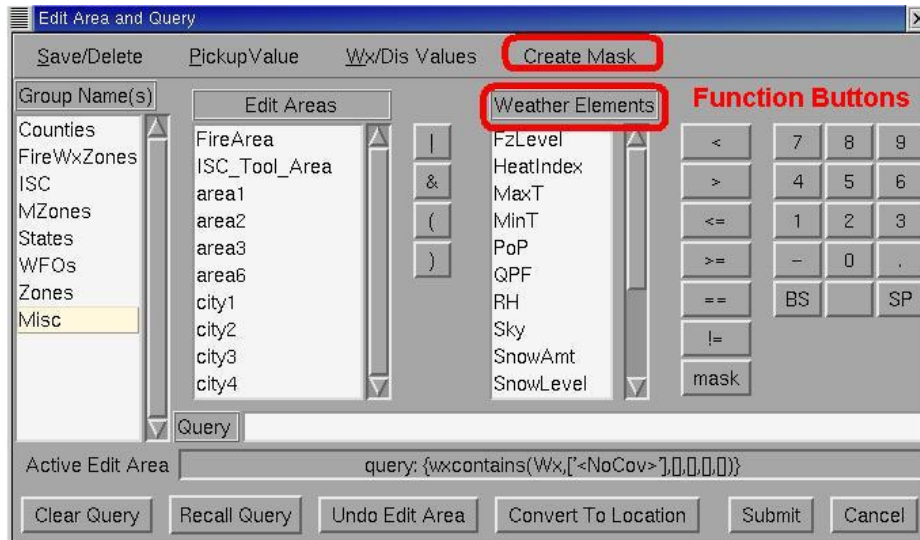 Edit Area and Query
Save/Delete PickupValue Wx/Dis Values Create Mask
Group Name(s)
Counties
FireWxZones
ISC
MZones
States
WFOs
Zones
Misc
Edit Areas
FireArea
ISC_Tool_Area
area1
area2
area3
area6
city1
city2
city3
city4
|
&
(
)
Weather Elements
FzLevel
HeatIndex
MaxT
MinT
PoP
QPF
RH
Sky
SnowAmt
SnowLevel
Function Buttons
<
>
<=
>=
==
!=
mask
7 8 9
4 5 6
1 2 3
- 0 .
BS SP
Query
Active Edit Area query: {wxcontains(Wx,['<NoCov>'],[],[],[],[])}
Clear Query Recall Query Undo Edit Area Convert To Location Submit Cancel